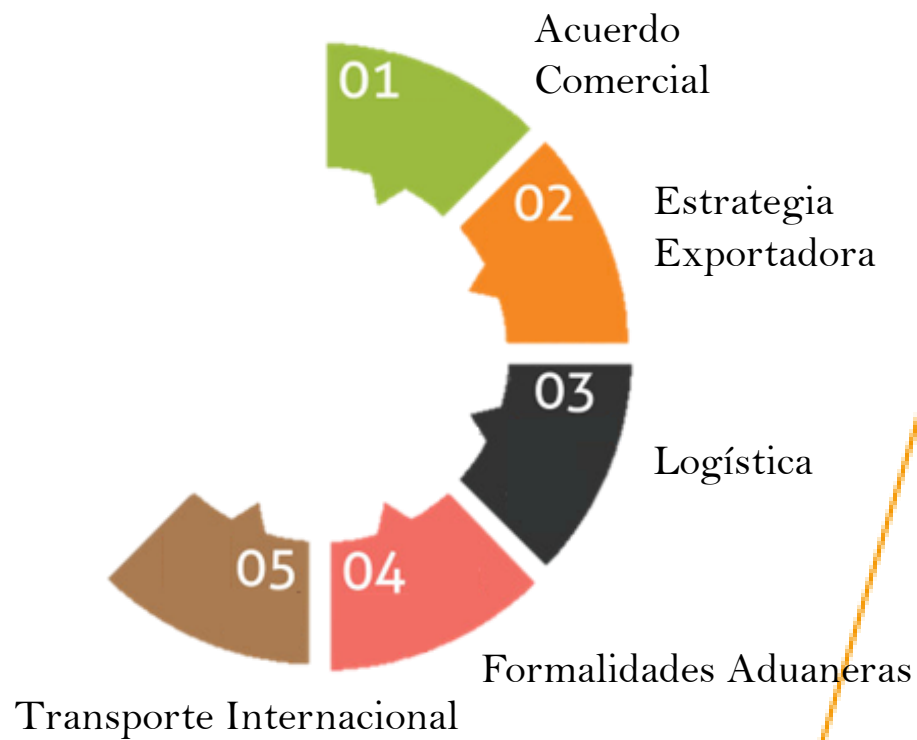 01
Acuerdo
Comercial
02
Estrategia
Exportadora
03
Logística
04
Formalidades Aduaneras
05
Transporte Internacional